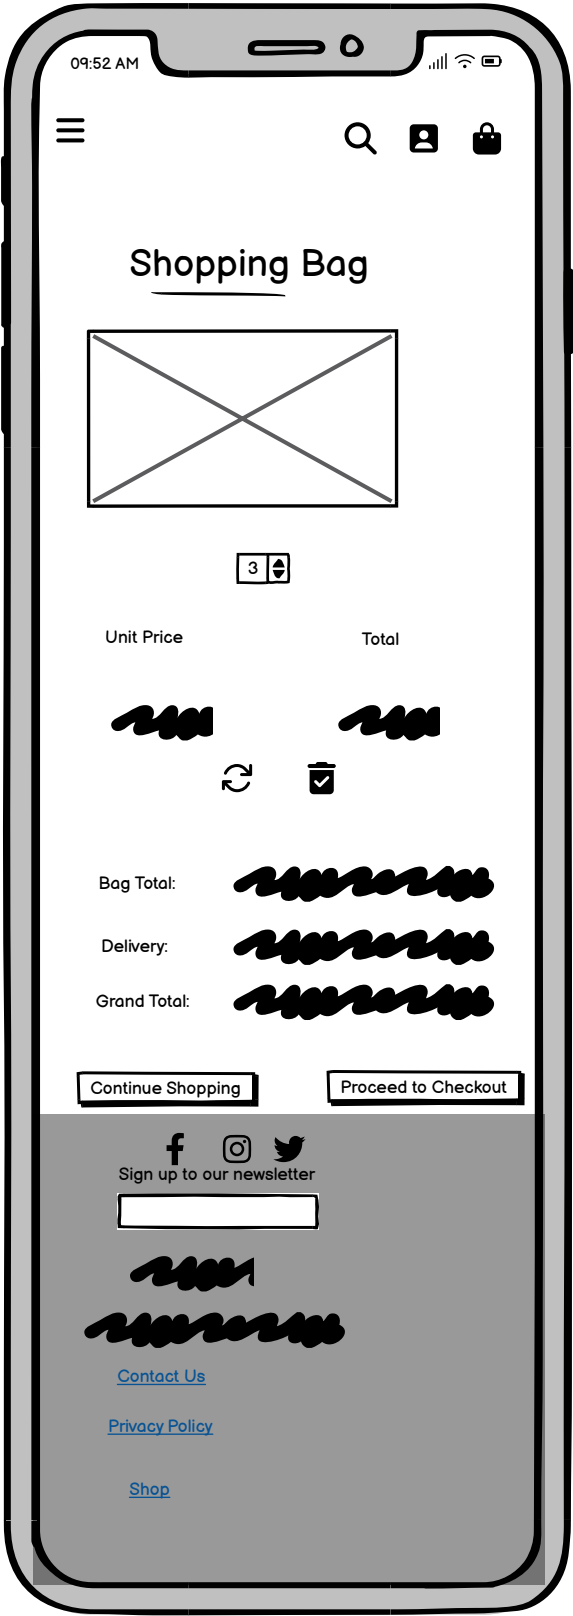 09:52 AM
Shopping Bag
3
Unit Price
Total
Bag Total:
Delivery:
Grand Total:
Continue Shopping
Proceed to Checkout
Sign up to our newsletter
Contact Us
Privacy Policy
Shop